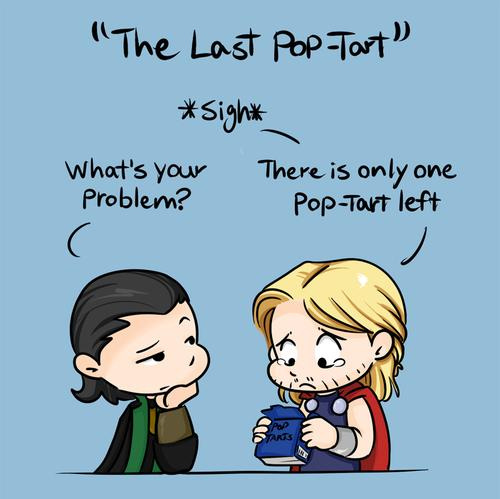 "The Last Pop-Tart"
*Sigh*
What's your
Problem?
There is only one
Pop-Tart left
POP
TARTS